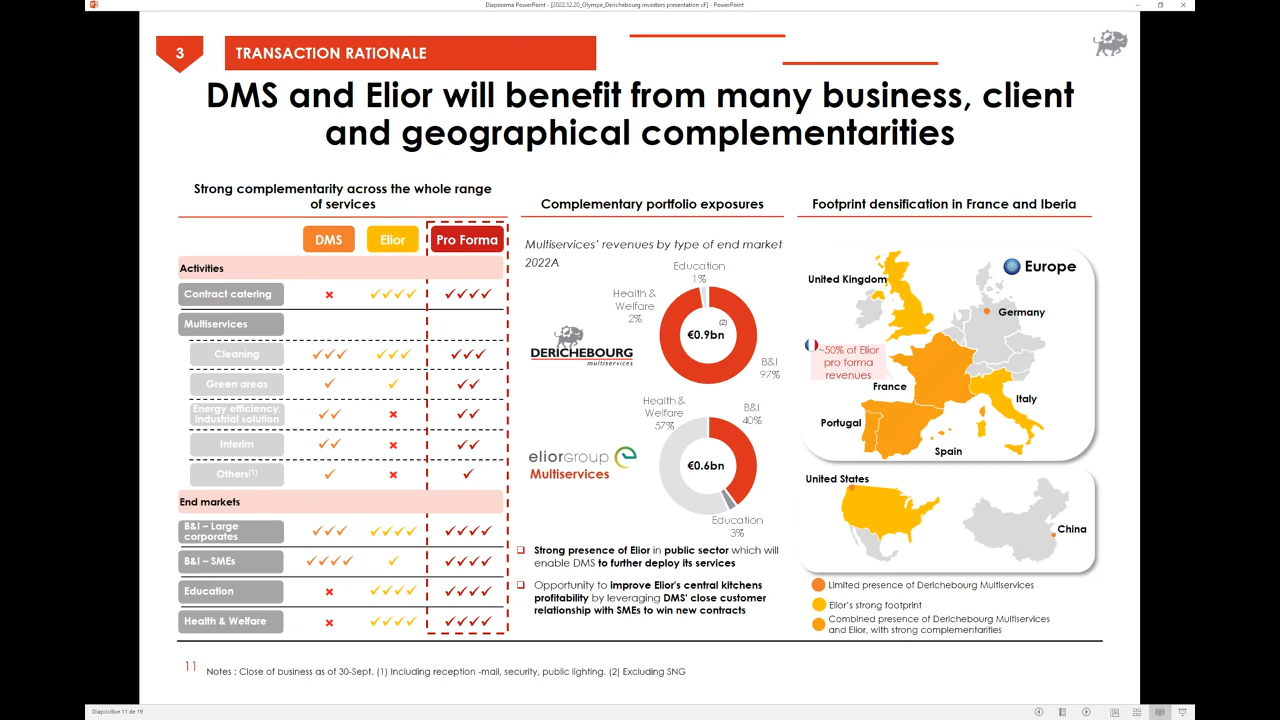 Diaporama PowerPoint - [2022.12.20_Olympe_Derichebourg investors presentation vF] - PowerPoint
3
TRANSACTION RATIONALE
DMS and Elior will benefit from many business, client
and geographical complementarities
Strong complementarity across the whole range
of services
DMS
Elior
Pro Forma
Activities
Contract catering
Multiservices
Cleaning
Green areas
Energy efficiency,
industrial solution
Interim
Others(1)
End markets
B&I – Large
corporates
B&I – SMEs
Education
Health & Welfare
Complementary portfolio exposures
Multiservices' revenues by type of end market
2022A
Education
1%
Health &
Welfare
2%
(2)
€0.9bn
B&I
97%
DERICHEBOURG
multiservices
Health &
Welfare
57%
B&I
40%
€0.6bn
Education
3%
eliorgroup
Multiservices
Strong presence of Elior in public sector which will
enable DMS to further deploy its services
Opportunity to improve Elior's central kitchens
profitability by leveraging DMS' close customer
relationship with SMEs to win new contracts
Footprint densification in France and Iberia
Europe
United Kingdom
Germany
~50% of Elior
pro forma
revenues
France
Italy
Portugal
Spain
United States
China
Limited presence of Derichebourg Multiservices
Elior's strong footprint
Combined presence of Derichebourg Multiservices
and Elior, with strong complementarities
11
Notes : Close of business as of 30-Sept. (1) Including reception -mail, security, public lighting. (2) Excluding SNG
Diapositive 11 de 19